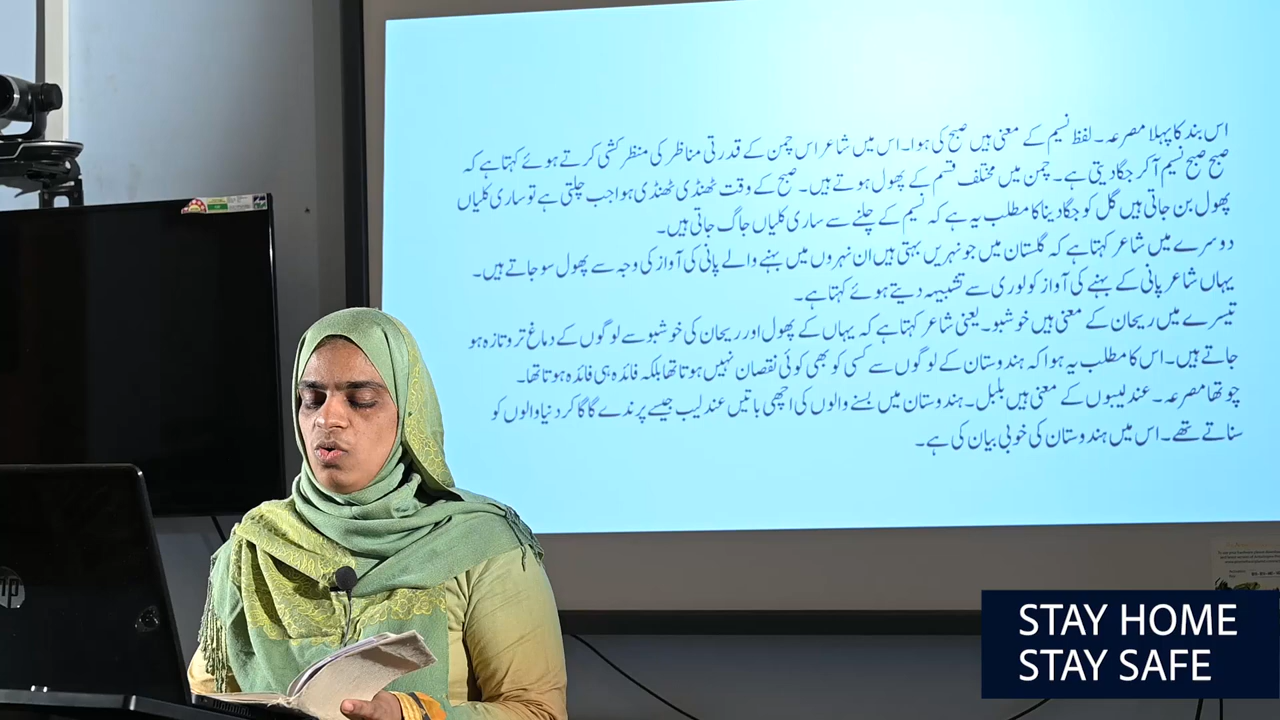 اس بند کا پہلا مصرعہ۔ لفظ نسیم کے معنی ہیں صبح کی ہوا۔ اس میں شاعر اس چمن کے قدرتی مناظر کی منظر کشی کرتے ہوئے کہتا ہے کہ
صبح صبح نسیم آ کر جگا دیتی ہے۔ چمن میں مختلف قسم کے پھول ہوتے ہیں۔ صبح کے وقت ٹھنڈی ٹھنڈی ہوا جب چلتی ہے تو ساری کلیاں
پھول بن جاتی ہیں گل کو جگا دینا کا مطلب یہ ہے کہ نسیم کے چلنے سے ساری کلیاں جاگ جاتی ہیں۔
دوسرے میں شاعر کہتا ہے کہ گلستان میں جو نہریں بہتی ہیں ان نہروں میں بہنے والے پانی کی آواز کی وجہ سے پھول سو جاتے ہیں۔
یہاں شاعر پانی کے بہنے کی آواز کو لوری سے تشبیہہ دیتے ہوئے کہتا ہے۔
تیسرے میں ریحان کے معنی ہیں خوشبو۔ یعنی شاعر کہتا ہے کہ یہاں کے پھول اور ریحان کی خوشبو سے لوگوں کے دماغ تر و تازہ ہو
جاتے ہیں۔ اس کا مطلب یہ ہوا کہ ہندوستان کے لوگوں سے کسی کو بھی کوئی نقصان نہیں ہوتا تھا بلکہ فائدہ ہی فائدہ ہوتا تھا۔
چوتھا مصرعہ۔ عندلیبوں کے معنی ہیں بلبل۔ ہندوستان میں بسنے والوں کی اچھی باتیں عندلیب جیسے پرندے گا گا کر دنیا والوں کو
سناتے تھے۔ اس میں ہندوستان کی خوبی بیان کی ہے۔
hp
STAY HOME
STAY SAFE